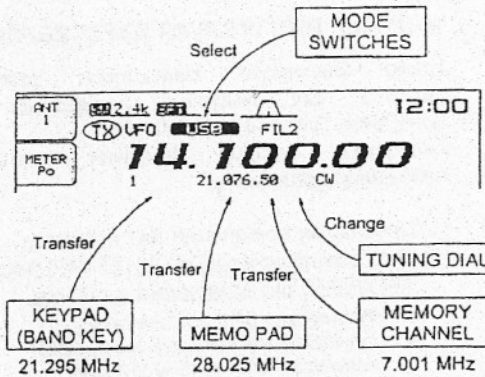 MODE
SWITCHES
Select
ANT
1
2.4k
12:00
TX VFO USB FIL2
METER
Po
14.100.00
1 21.076.50 CW
Transfer
Transfer
Transfer
Change
TUNING DIAL
KEYPAD
(BAND KEY)
MEMO PAD
MEMORY
CHANNEL
21.295 MHz
28.025 MHz
7.001 MHz